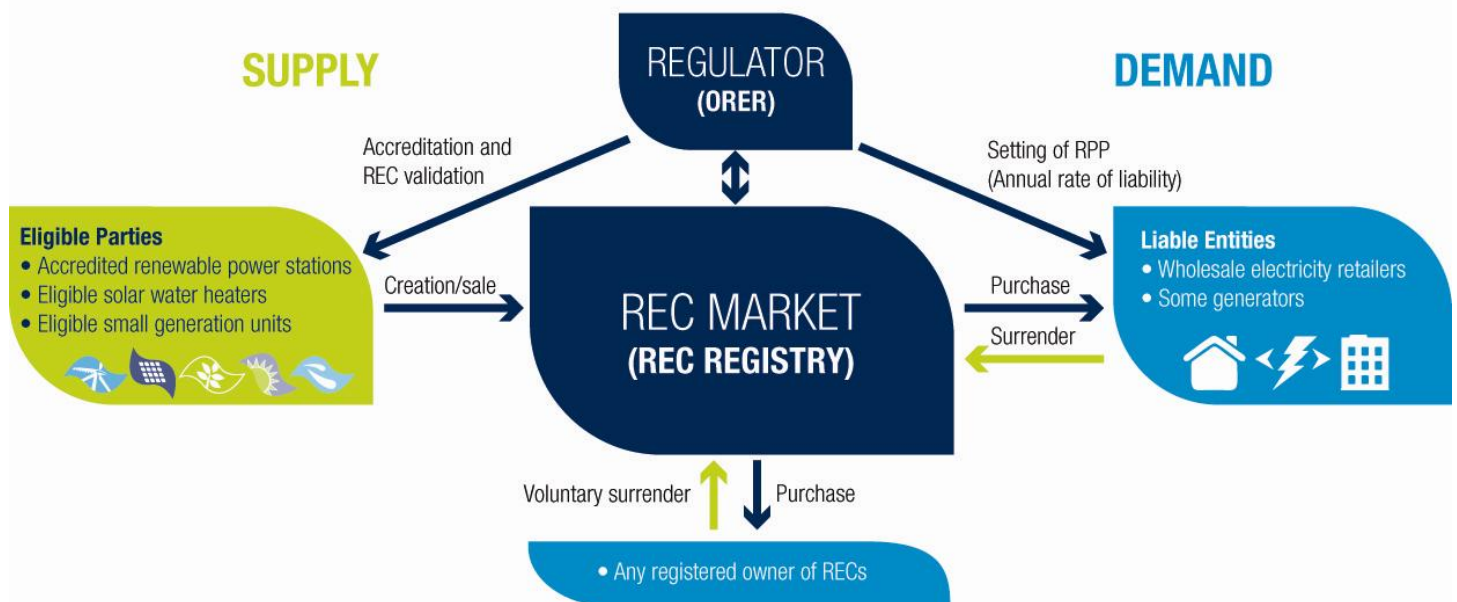 SUPPLY
REGULATOR
(ORER)
DEMAND
Accreditation and
REC validation
Setting of RPP
(Annual rate of liability)
Eligible Parties
• Accredited renewable power stations
• Eligible solar water heaters
• Eligible small generation units
Creation/sale
REC MARKET
(REC REGISTRY)
Purchase
Surrender
Liable Entities
• Wholesale electricity retailers
• Some generators
Voluntary surrender
Purchase
• Any registered owner of RECs